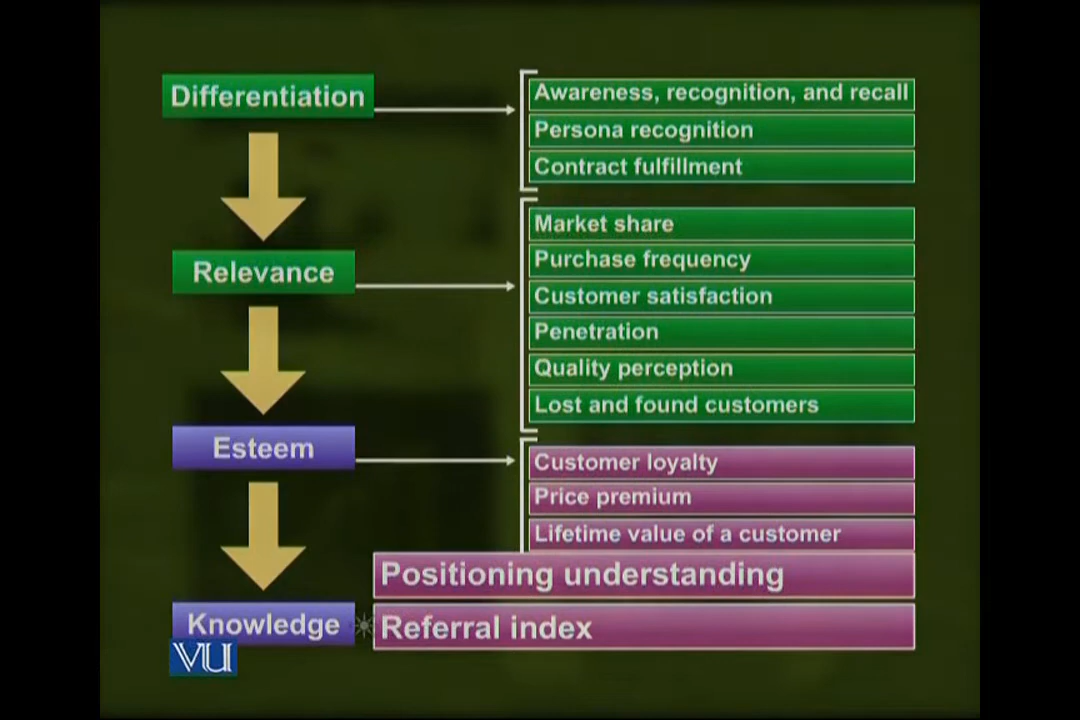 Differentiation
Awareness, recognition, and recall
Persona recognition
Contract fulfillment
Relevance
Market share
Purchase frequency
Customer satisfaction
Penetration
Quality perception
Lost and found customers
Esteem
Customer loyalty
Price premium
Lifetime value of a customer
Knowledge
Positioning understanding
Referral index
VU